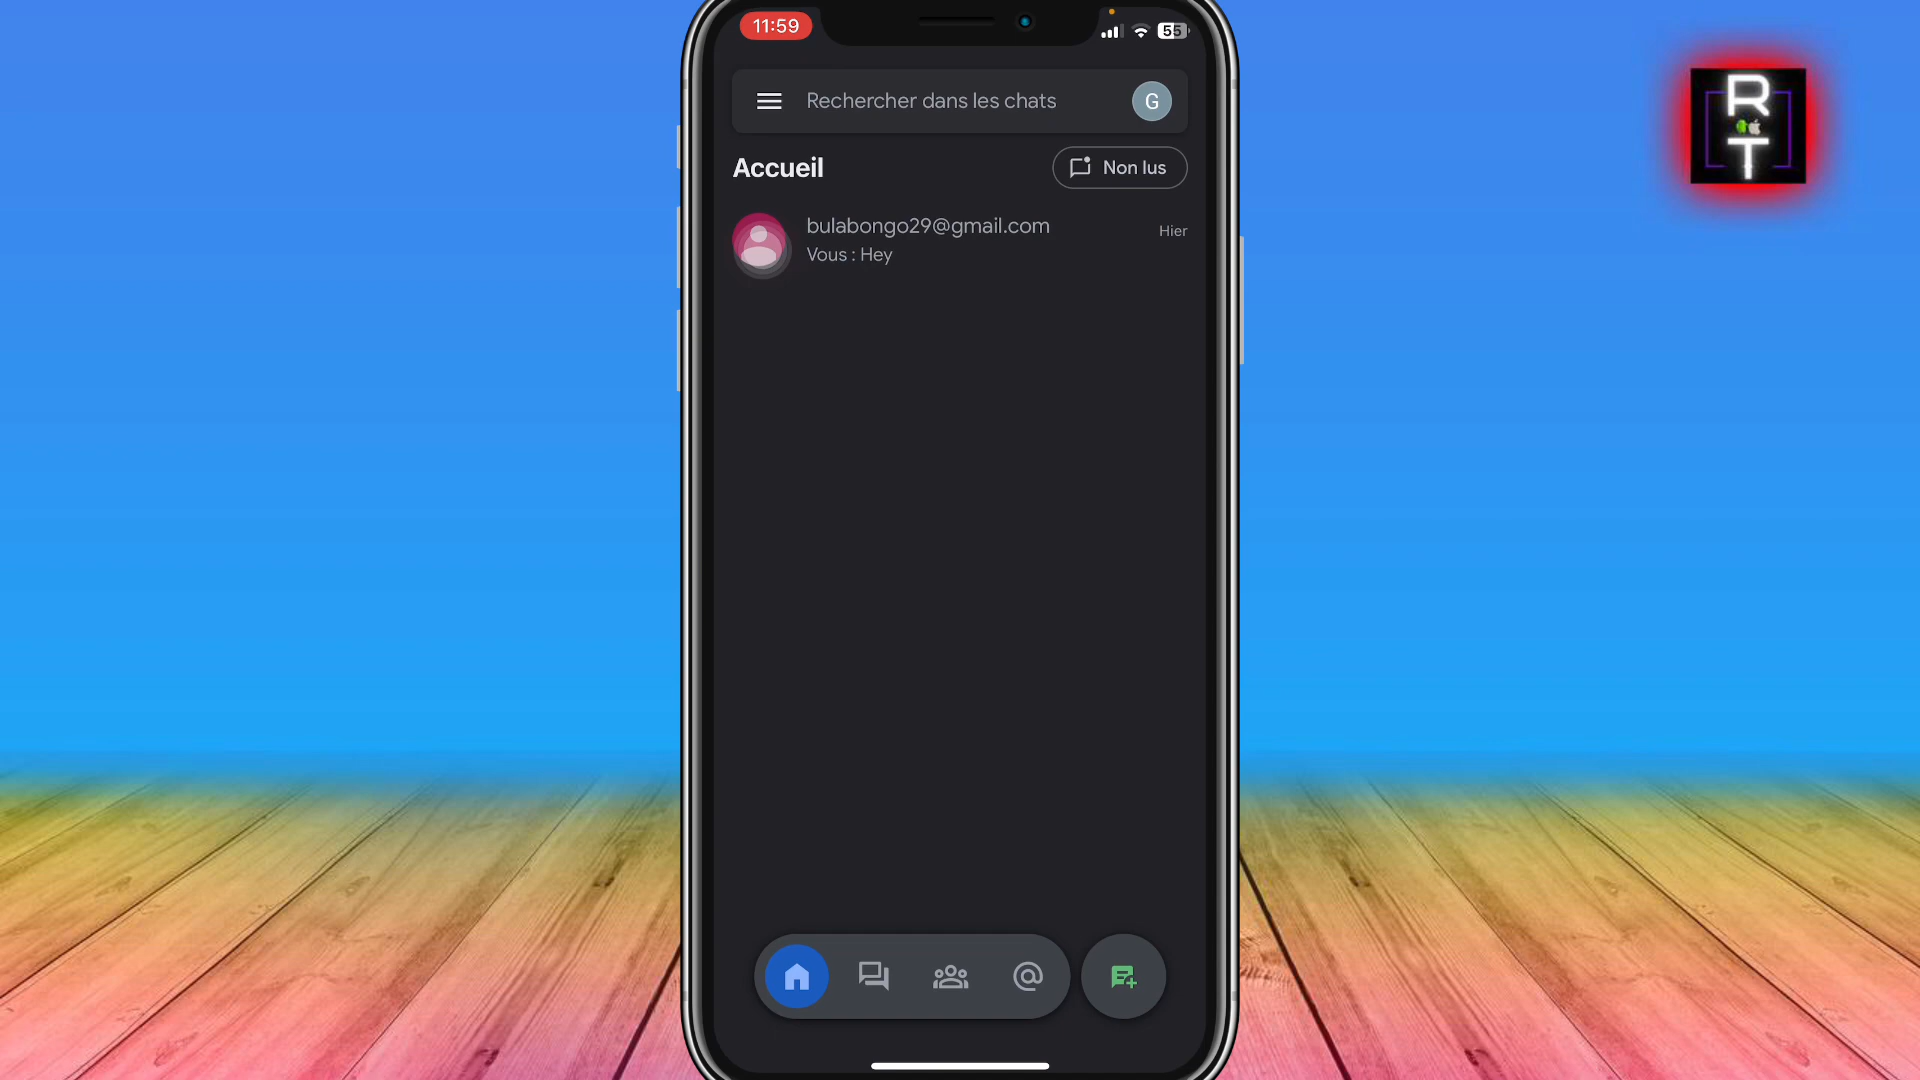 11:59
55
Rechercher dans les chats
G
Accueil
Non lus
bulabongo29@gmail.com
Hier
Vous : Hey
R
T